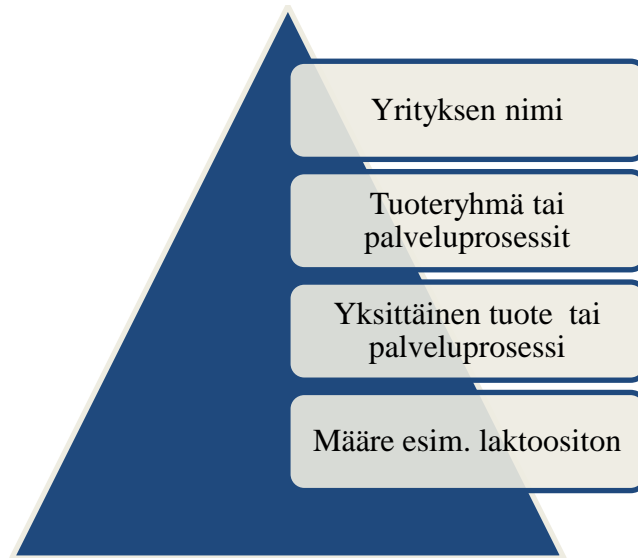 Yrityksen nimi
Tuoteryhmä tai
palveluprosessit
Yksittäinen tuote tai
palveluprosessi
Määre esim. laktoositon